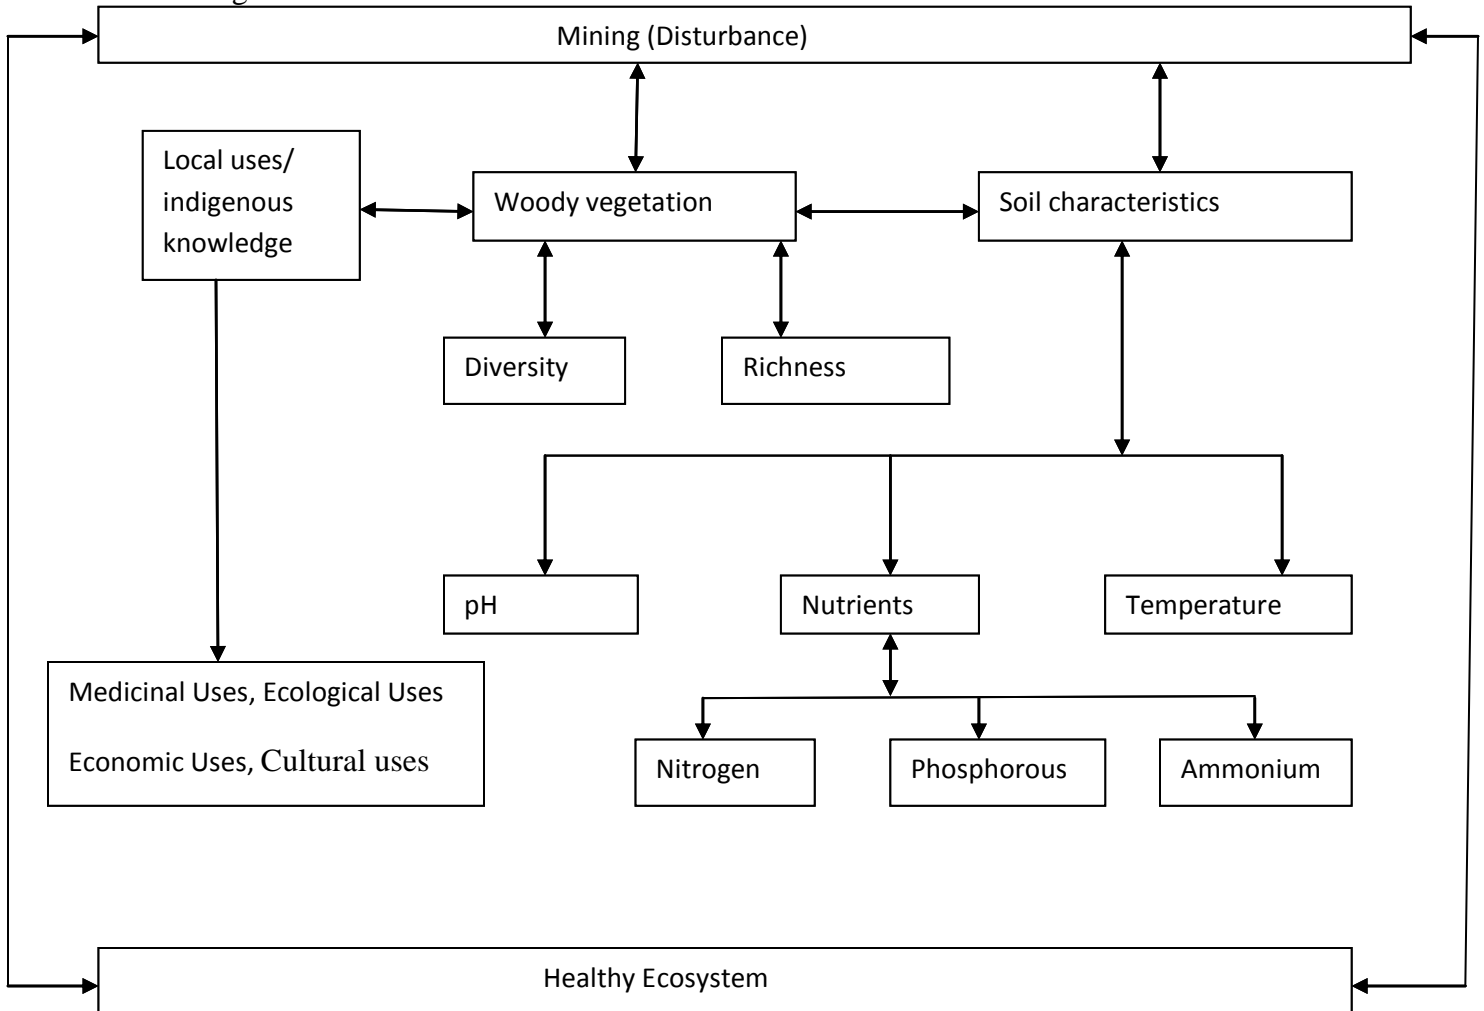 Mining (Disturbance)
Local uses/
indigenous
knowledge
Woody vegetation
Soil characteristics
Diversity
Richness
pH
Nutrients
Temperature
Medicinal Uses, Ecological Uses
Economic Uses, Cultural uses
Nitrogen
Phosphorous
Ammonium
Healthy Ecosystem